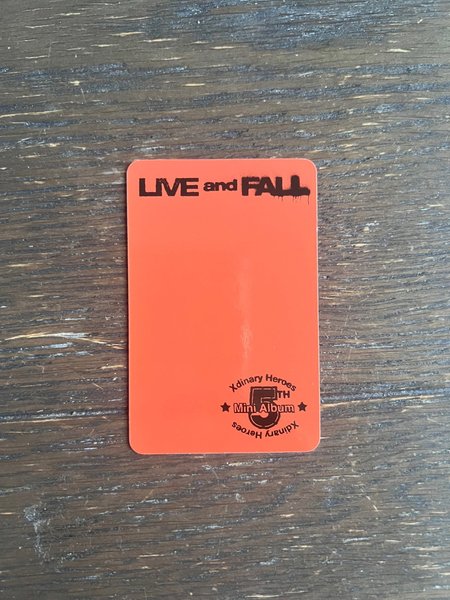 LIVE and FALL
Xdinary Heroes
5TH
Mini Album
Xdinary Heroes